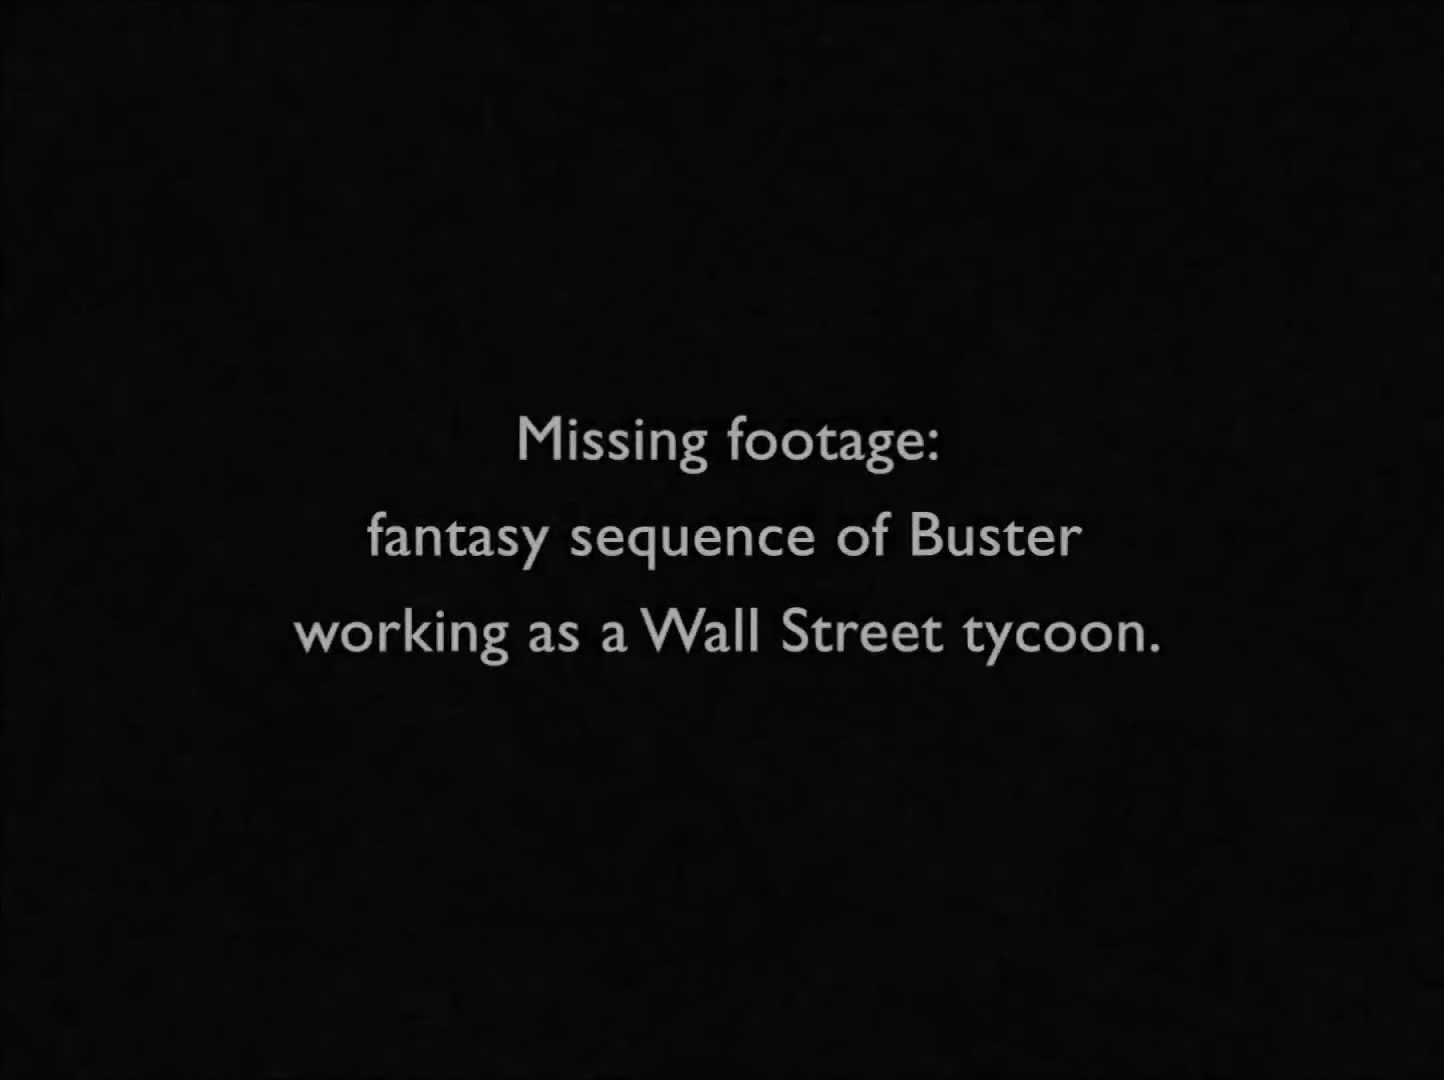 Missing footage:
fantasy sequence of Buster
working as a Wall Street tycoon.